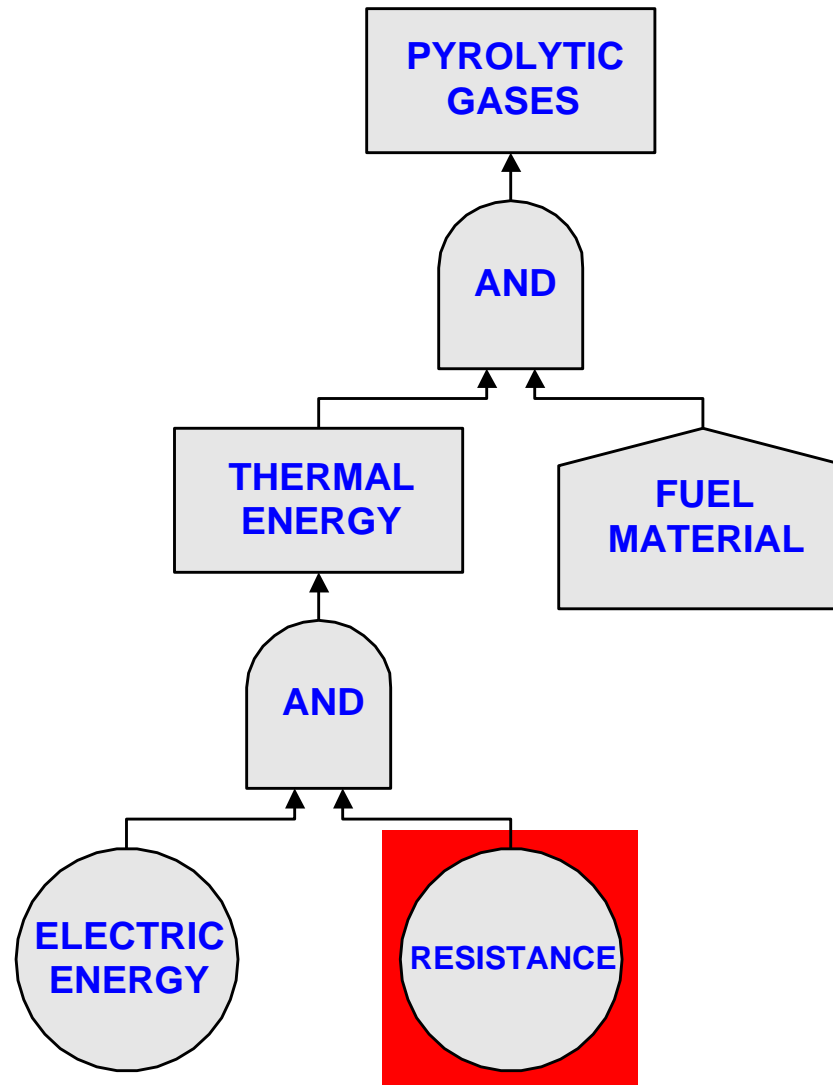 PYROLYTIC
GASES
AND
THERMAL
ENERGY
FUEL
MATERIAL
AND
ELECTRIC
ENERGY
RESISTANCE